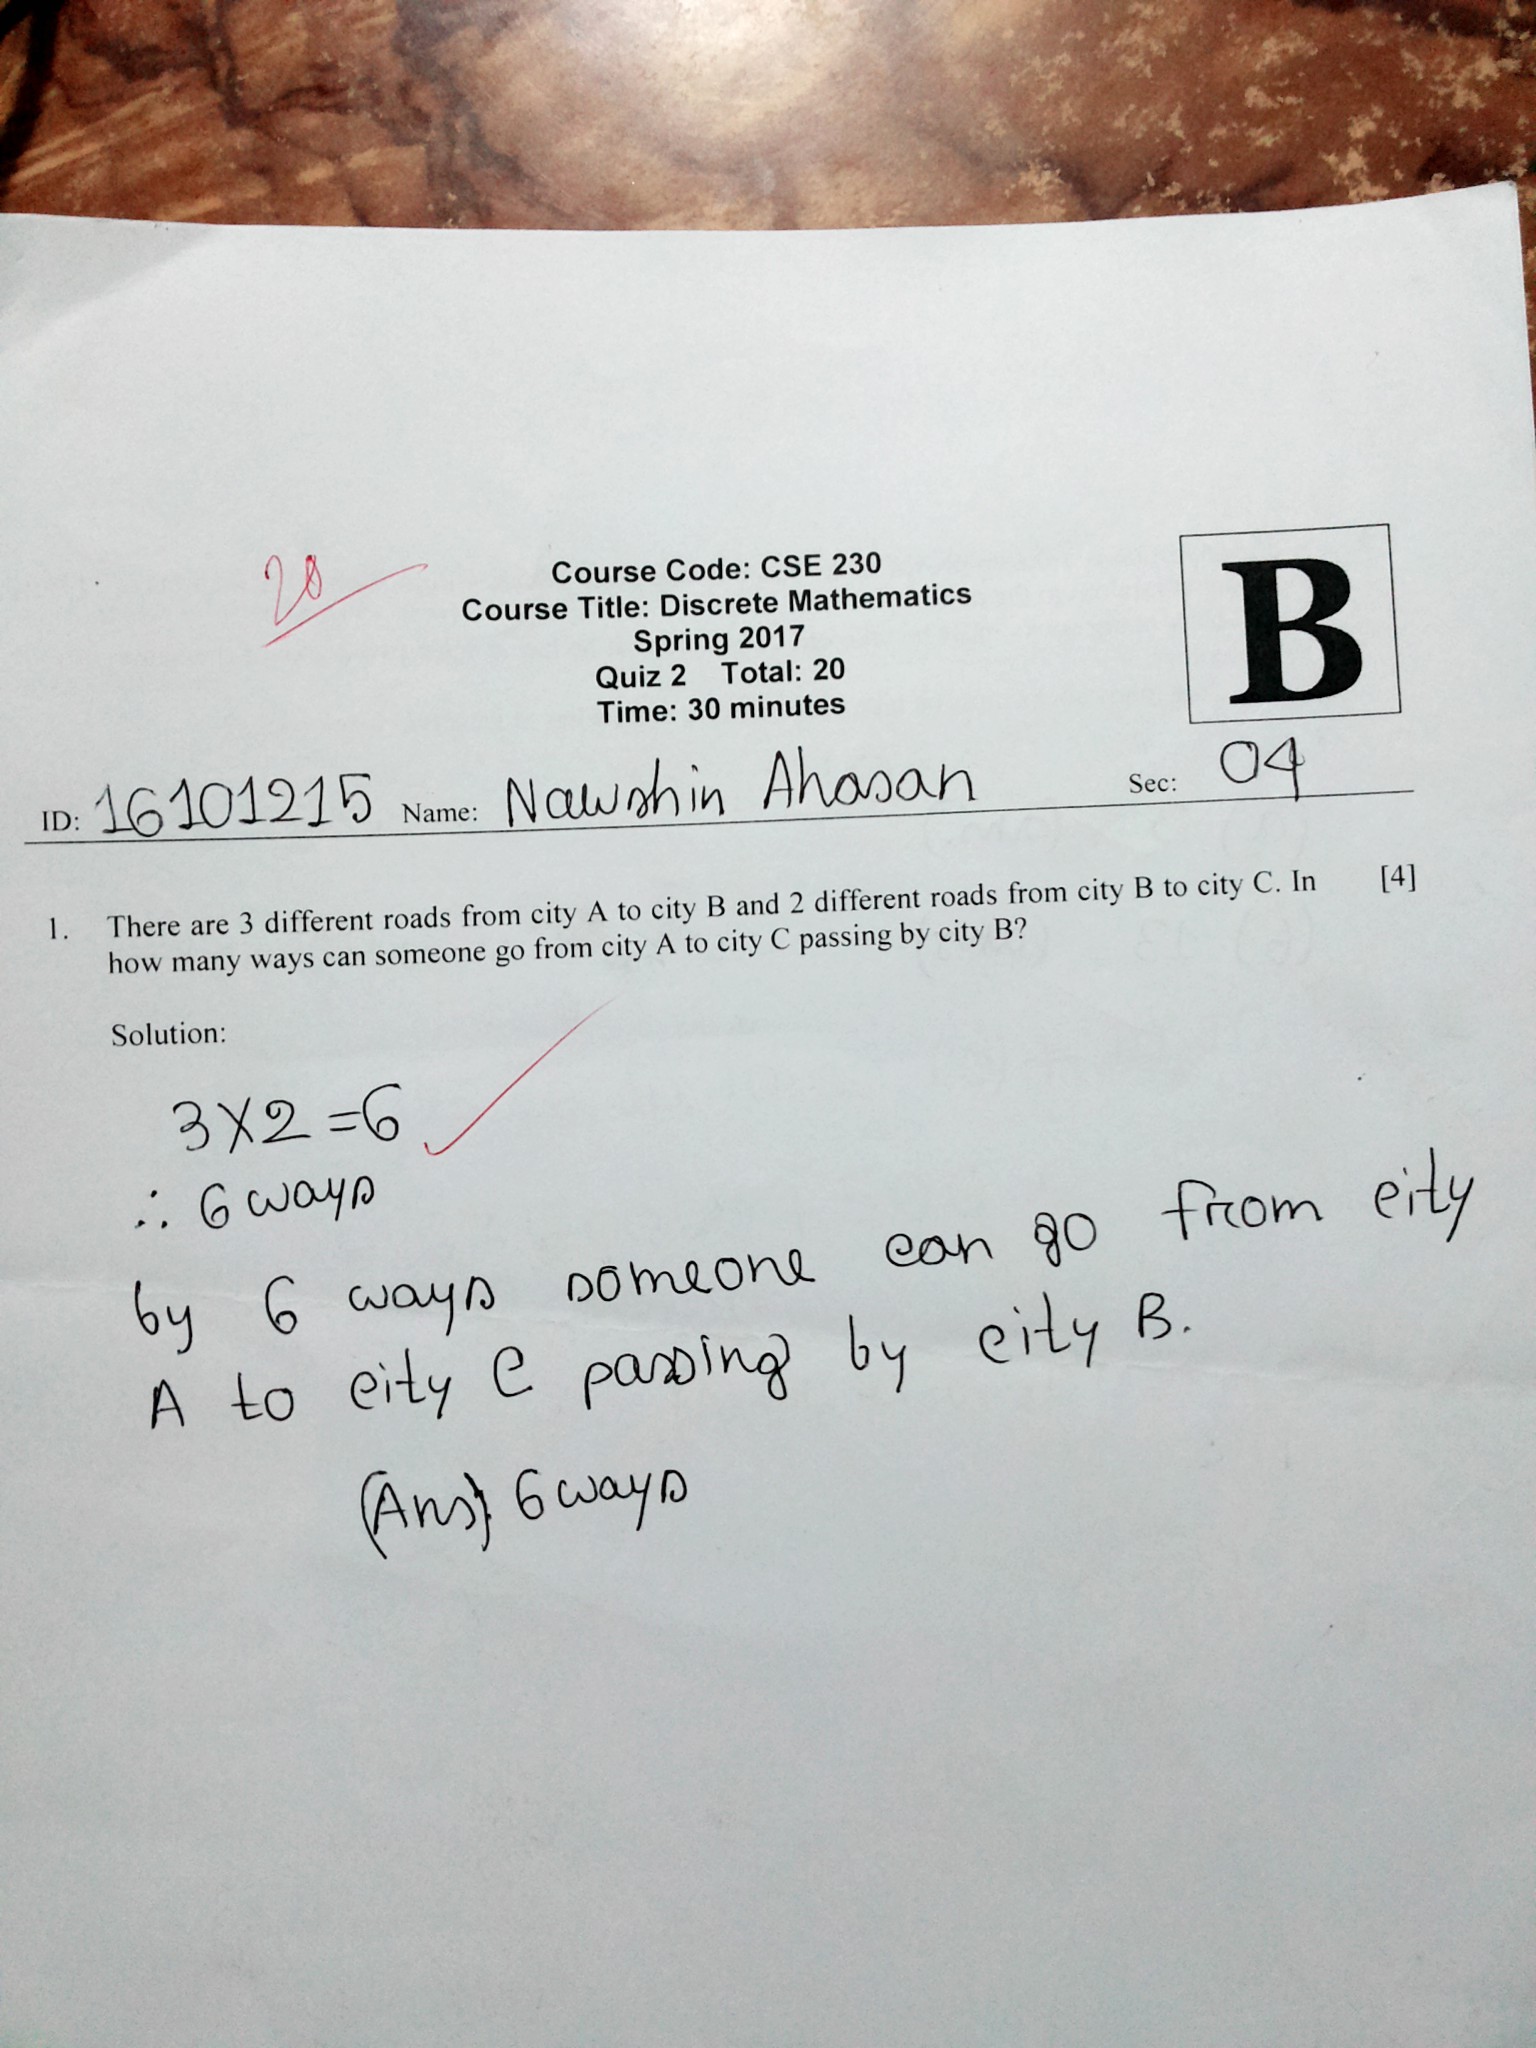 20
Course Code: CSE 230
Course Title: Discrete Mathematics
Spring 2017
Quiz 2 Total: 20
Time: 30 minutes
B
ID: 16101215 Name: Nawshin Ahasan Sec: 04
1. There are 3 different roads from city A to city B and 2 different roads from city B to city C. In [4]
how many ways can someone go from city A to city C passing by city B?
Solution:
3×2=6
∴ 6 ways
by 6 ways someone can go from city
A to city C passing by city B.
(Ans): 6 ways